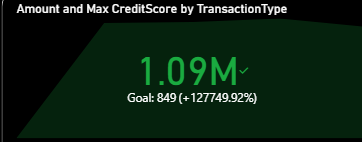 Amount and Max CreditScore by TransactionType
1.09M✓
Goal: 849 (+127749.92%)